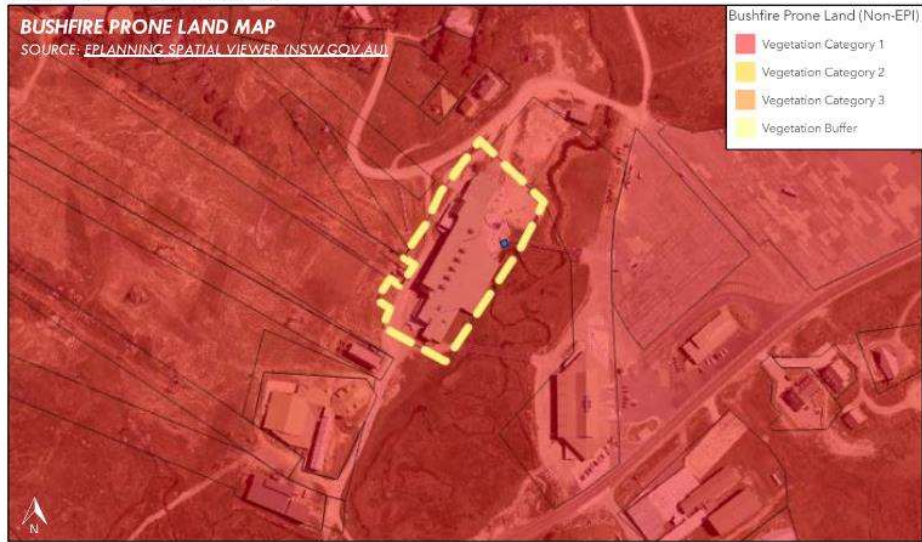 BUSHFIRE PRONE LAND MAP
SOURCE: EPLANNING SPATIAL VIEWER (NSW.GOV.AU)
Bushfire Prone Land (Non-EPI)
Vegetation Category 1
Vegetation Category 2
Vegetation Category 3
Vegetation Buffer
N